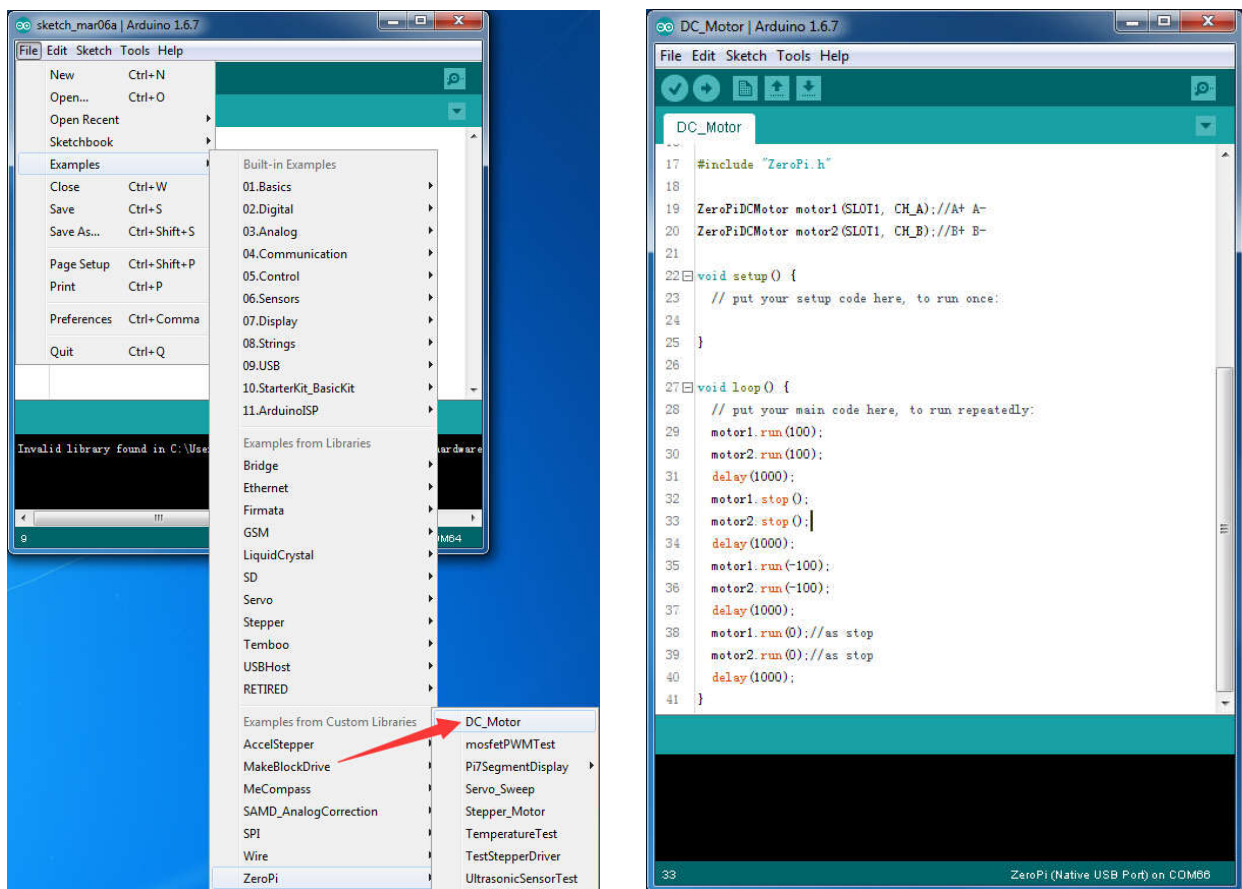 sketch_mar06a | Arduino 1.6.7
File Edit Sketch Tools Help
New Ctrl+N
Open... Ctrl+O
Open Recent
Sketchbook
Examples
Close Ctrl+W
Save Ctrl+S
Save As... Ctrl+Shift+S
Page Setup Ctrl+Shift+P
Print Ctrl+P
Preferences Ctrl+Comma
Quit Ctrl+Q
Built-in Examples
01.Basics
02.Digital
03.Analog
04.Communication
05.Control
06.Sensors
07.Display
08.Strings
09.USB
10.StarterKit_BasicKit
11.ArduinoISP
Examples from Libraries
Bridge
Ethernet
Firmata
GSM
LiquidCrystal
SD
Servo
Stepper
Temboo
USBHost
RETIRED
Examples from Custom Libraries
AccelStepper
MakeBlockDrive
MeCompass
SAMD_AnalogCorrection
SPI
Wire
ZeroPi
DC_Motor
mosfetPWMTest
Pi7SegmentDisplay
Servo_Sweep
Stepper_Motor
TemperatureTest
TestStepperDriver
UltrasonicSensorTest
Invalid library found in C:\Use
9
DC_Motor | Arduino 1.6.7
File Edit Sketch Tools Help
DC_Motor
17 #include "ZeroPi.h"
18
19 ZeroPiDCMotor motor1(SLOT1, CH_A);//A+ A-
20 ZeroPiDCMotor motor2(SLOT1, CH_B);//B+ B-
21
22 void setup() {
23 // put your setup code here, to run once:
24
25 }
26
27 void loop() {
28 // put your main code here, to run repeatedly:
29 motor1.run(100);
30 motor2.run(100);
31 delay(1000);
32 motor1.stop();
33 motor2.stop();
34 delay(1000);
35 motor1.run(-100);
36 motor2.run(-100);
37 delay(1000);
38 motor1.run(0);//as stop
39 motor2.run(0);//as stop
40 delay(1000);
41 }
33 ZeroPi (Native USB Port) on COM66